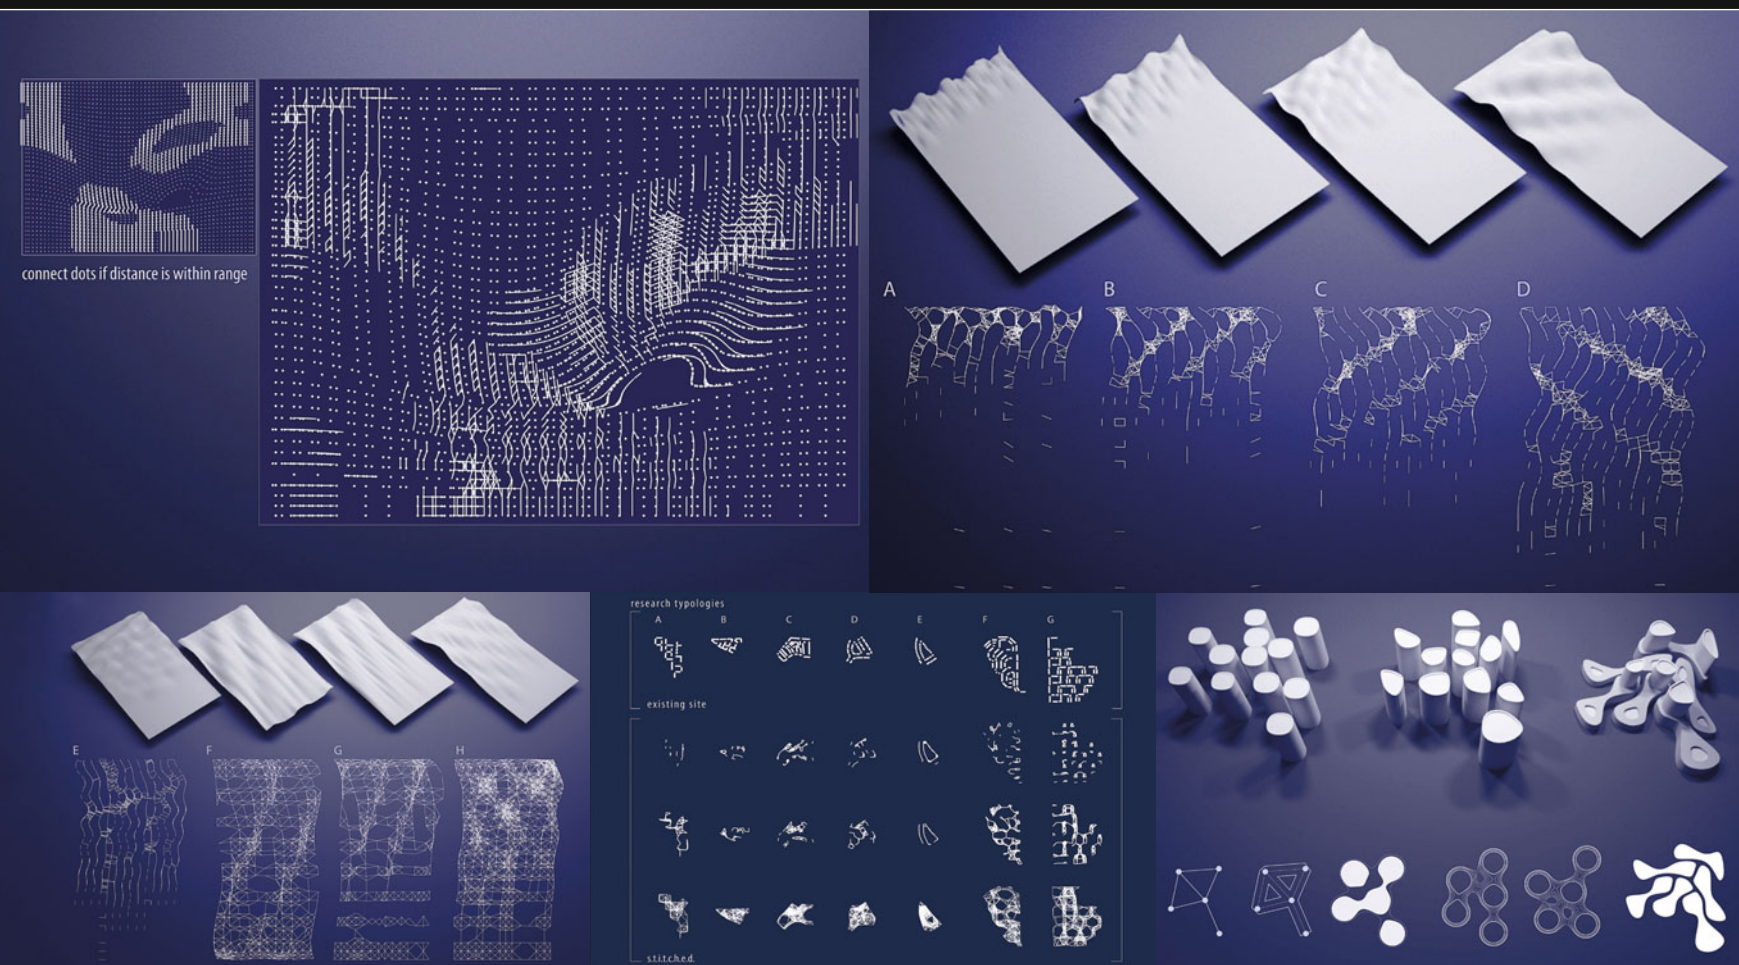 connect dots if distance is within range
A B C D
E F G H
research typologies
A B C D E F G
existing site
s.t.i.t.c.h.e.d.